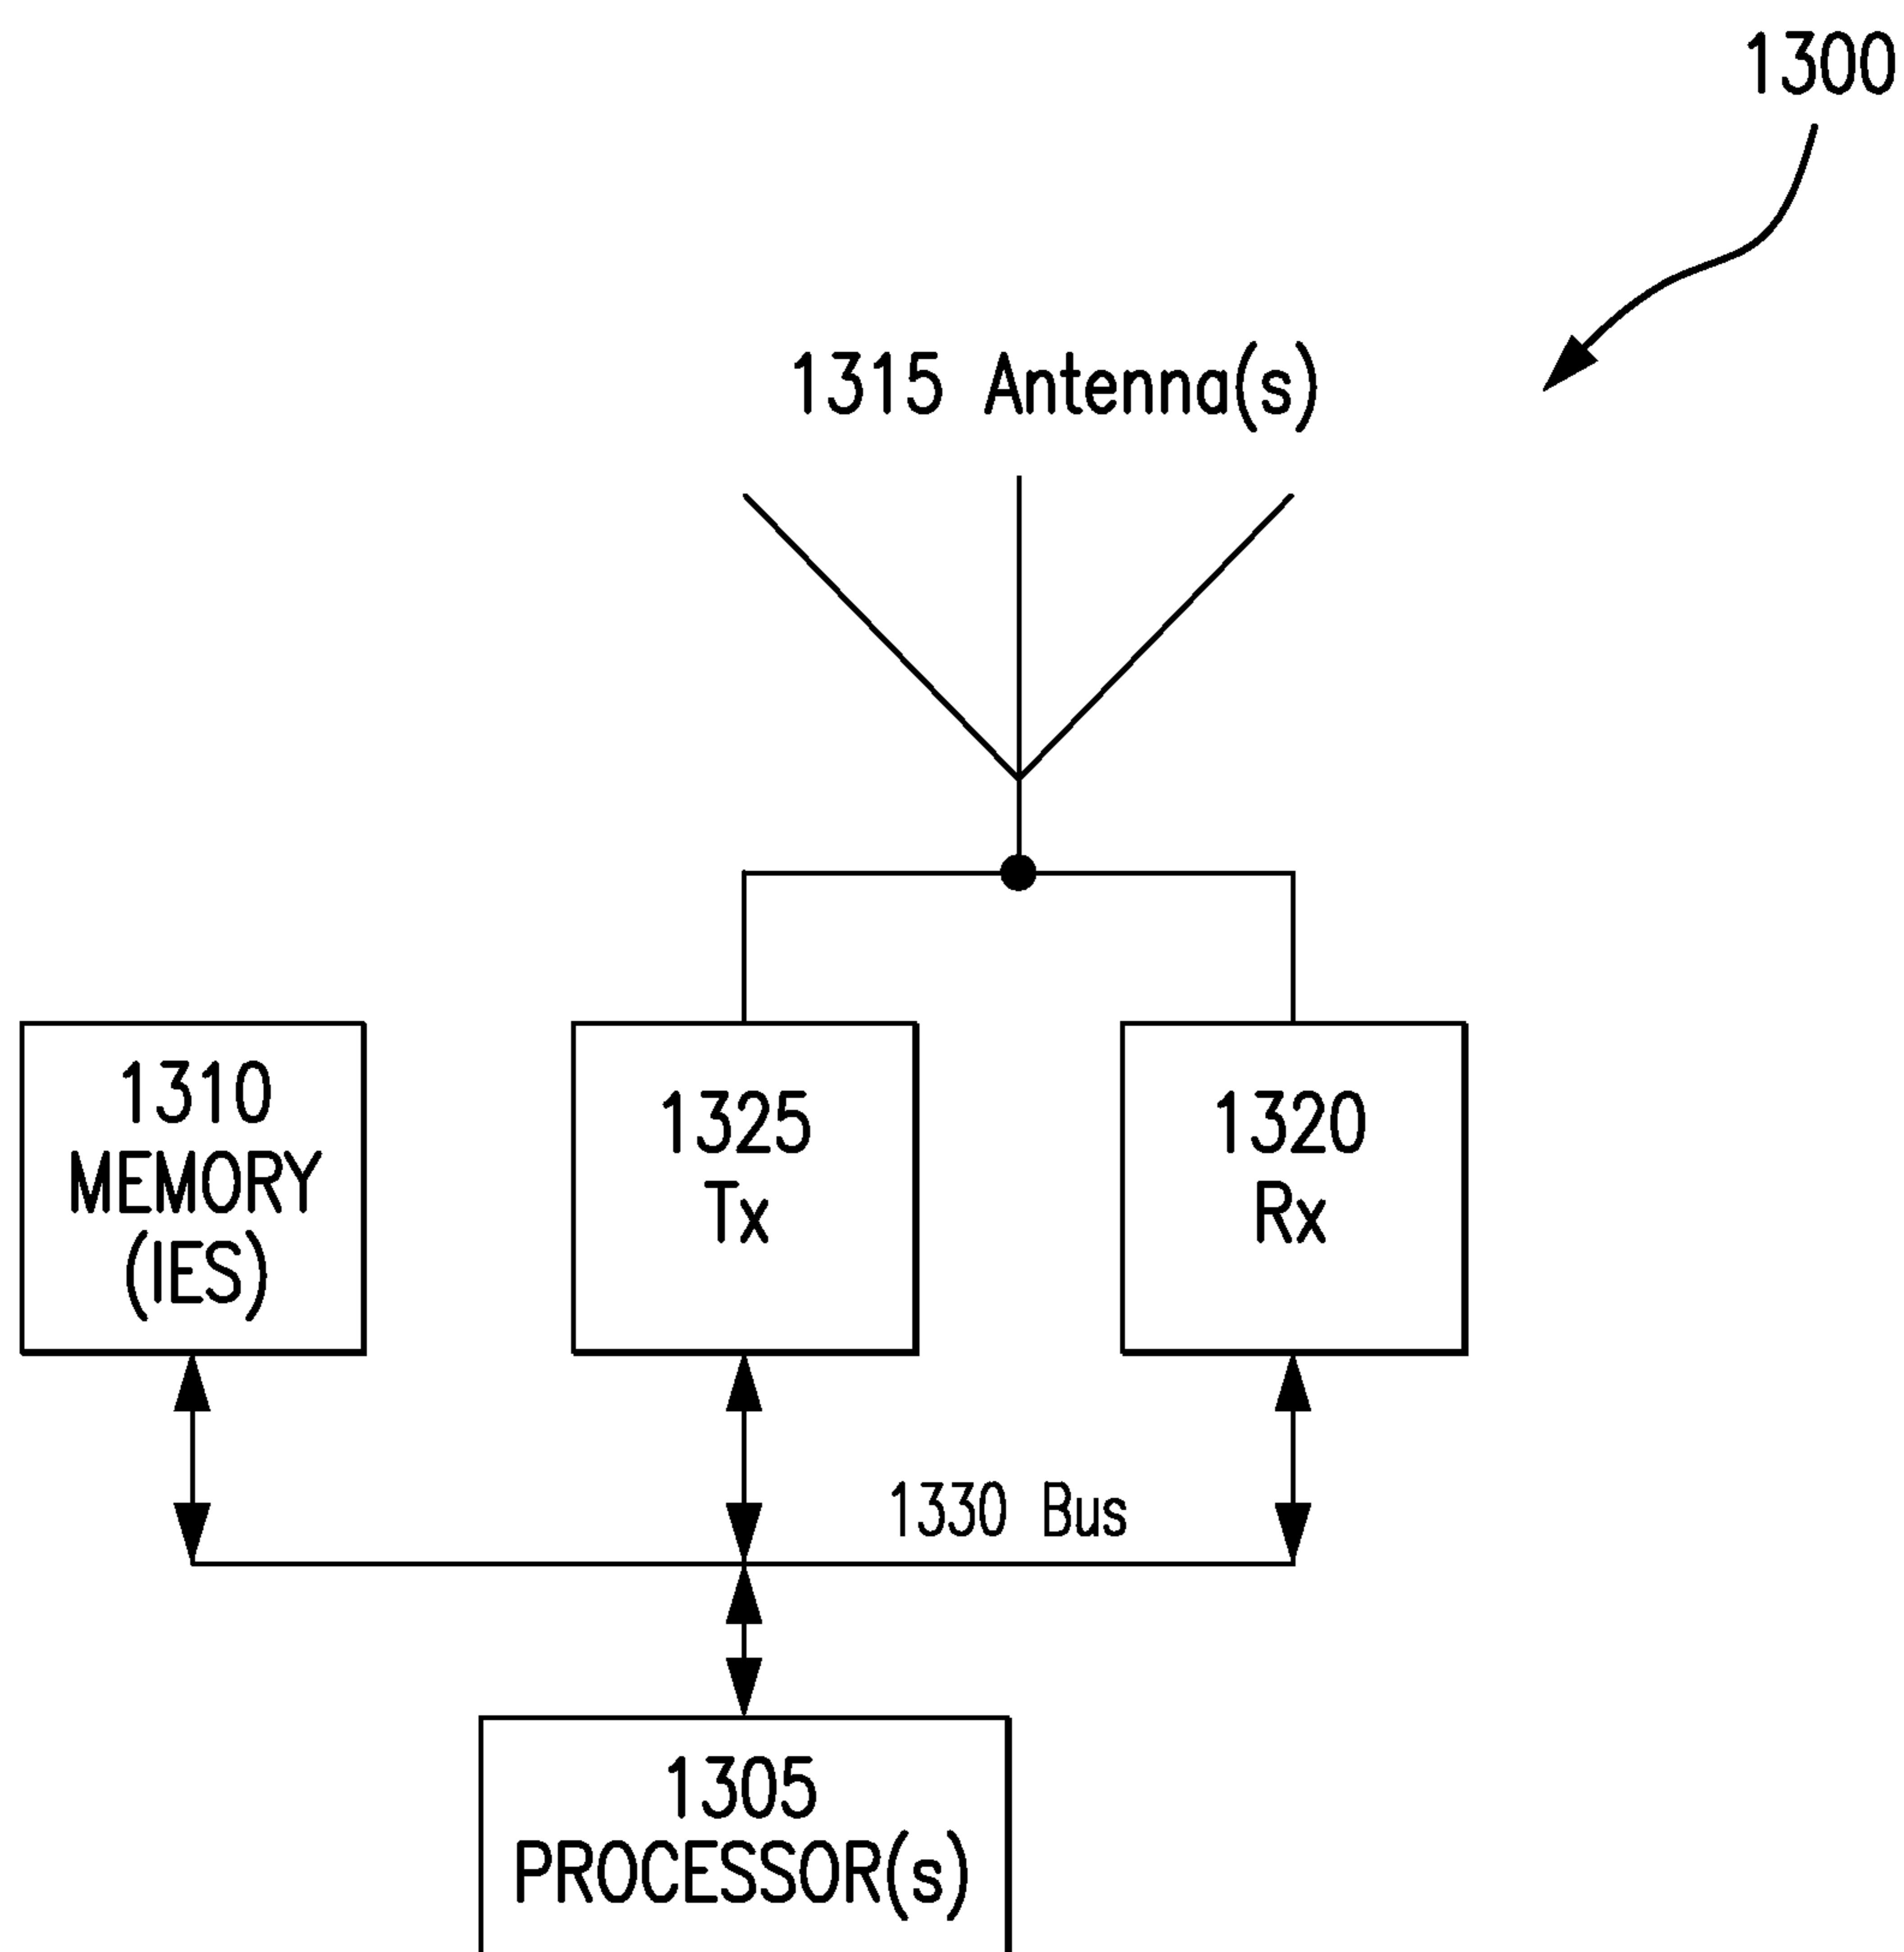 1300
1315 Antenna(s)
1310
MEMORY
(IES)
1325
Tx
1320
Rx
1330 Bus
1305
PROCESSOR(s)